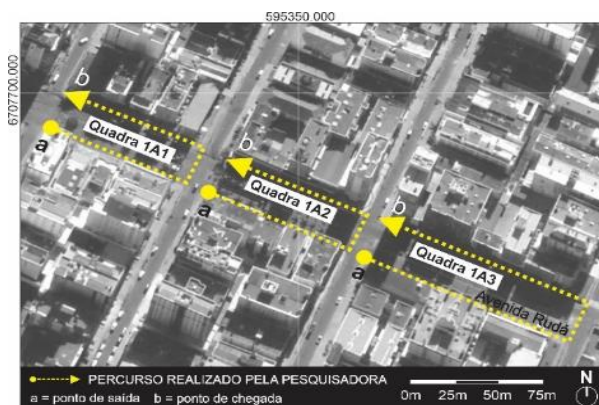 595350.000
6707700.000
b
Quadra 1A1
a
b
Quadra 1A2
a
b
Quadra 1A3
a
Avenida Rudá
PERCURSO REALIZADO PELA PESQUISADORA
a = ponto de saída b = ponto de chegada
0m 25m 50m 75m
N